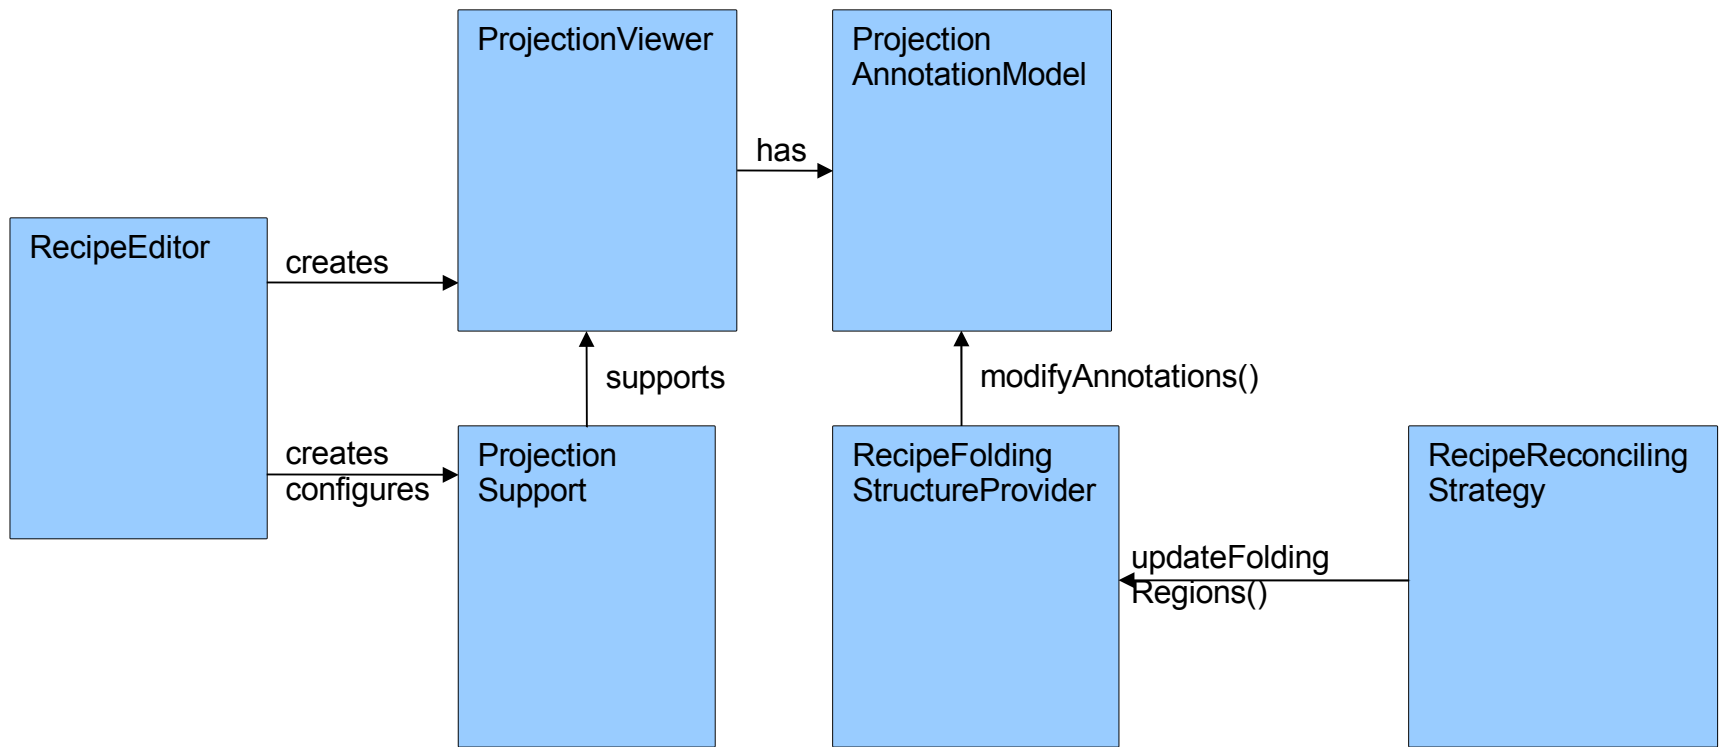 ProjectionViewer
Projection
AnnotationModel
has
RecipeEditor
creates
supports
modifyAnnotations()
creates
configures
Projection
Support
RecipeFolding
StructureProvider
RecipeReconciling
Strategy
updateFolding
Regions()